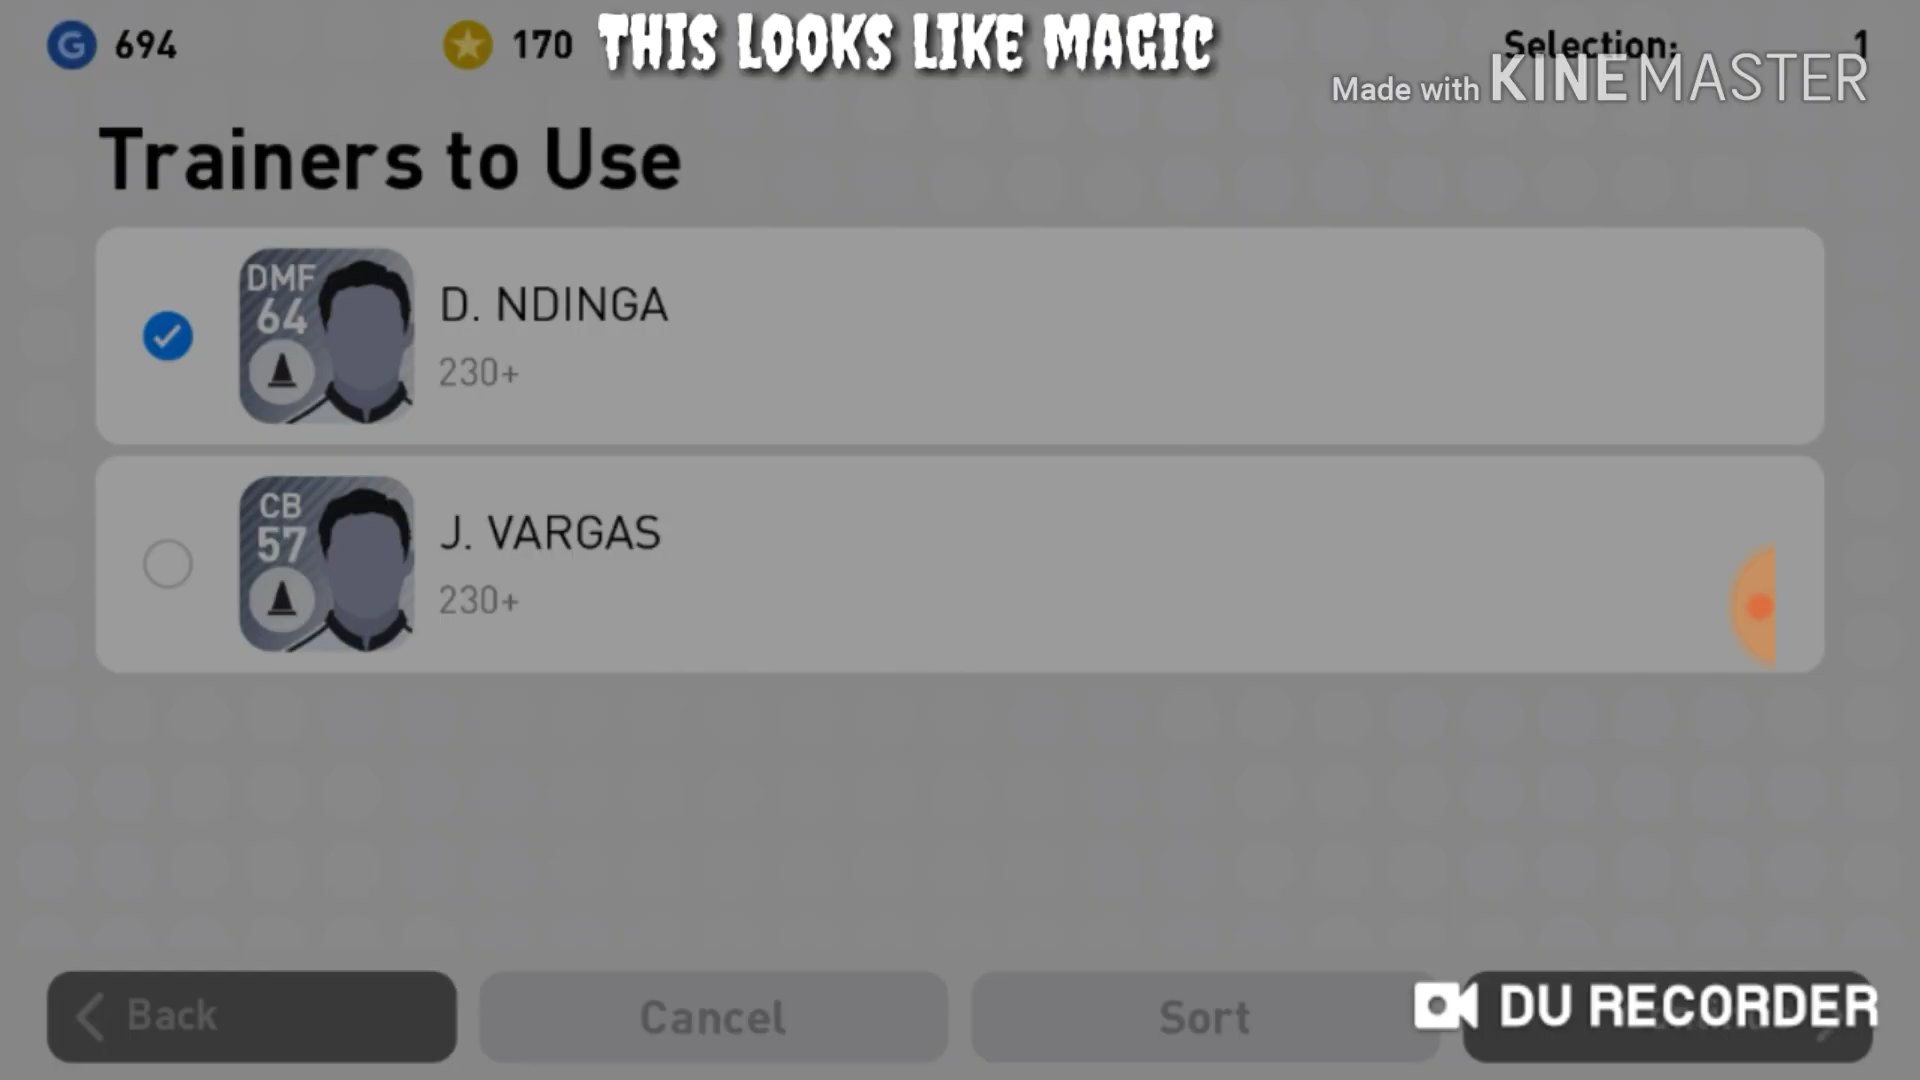 694
170
THIS LOOKS LIKE MAGIC
Selection: 1
Made with KINEMASTER
Trainers to Use
DMF
64
D. NDINGA
230+
CB
57
J. VARGAS
230+
Back
Cancel
Sort
DU RECORDER